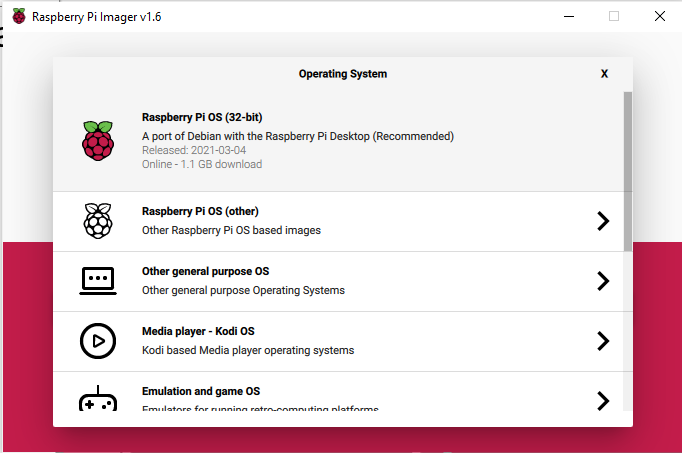 Raspberry Pi Imager v1.6
Operating System
X
Raspberry Pi OS (32-bit)
A port of Debian with the Raspberry Pi Desktop (Recommended)
Released: 2021-03-04
Online - 1.1 GB download
Raspberry Pi OS (other)
Other Raspberry Pi OS based images
Other general purpose OS
Other general purpose Operating Systems
Media player - Kodi OS
Kodi based Media player operating systems
Emulation and game OS
Emulators for running retro-computing platforms